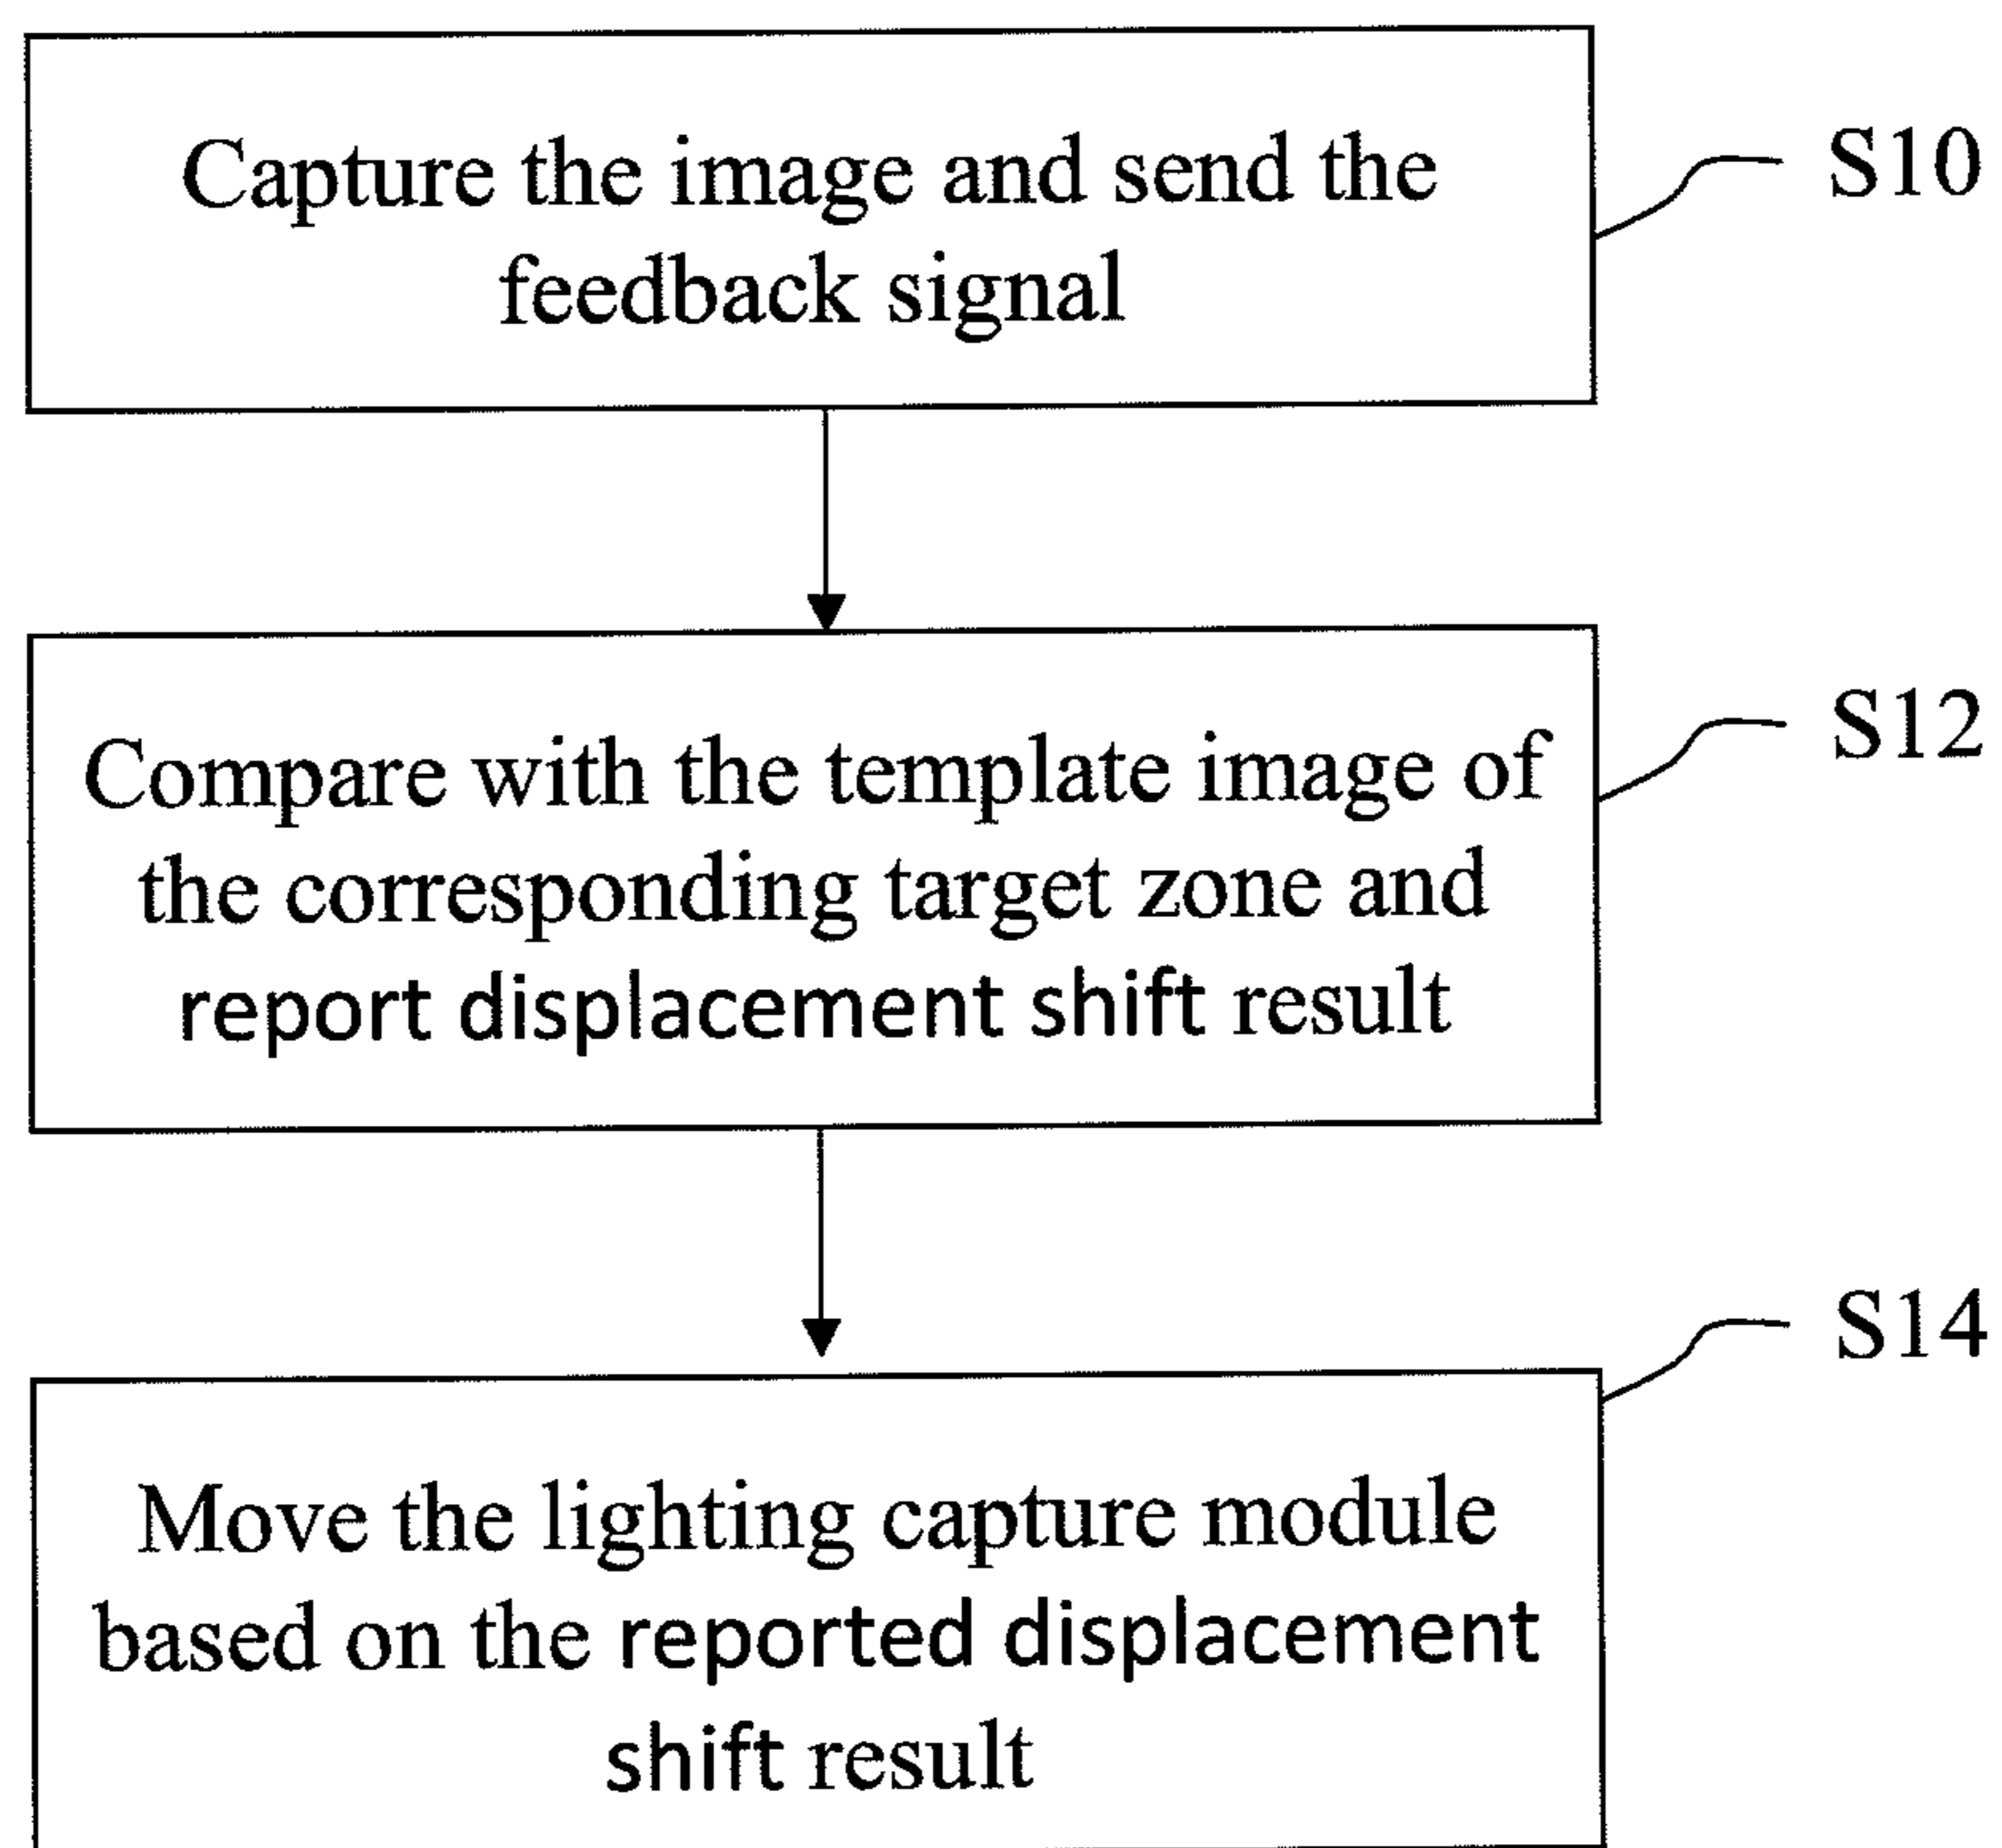 Capture the image and send the
feedback signal
S10
Compare with the template image of
the corresponding target zone and
report displacement shift result
S12
Move the lighting capture module
based on the reported displacement
shift result
S14